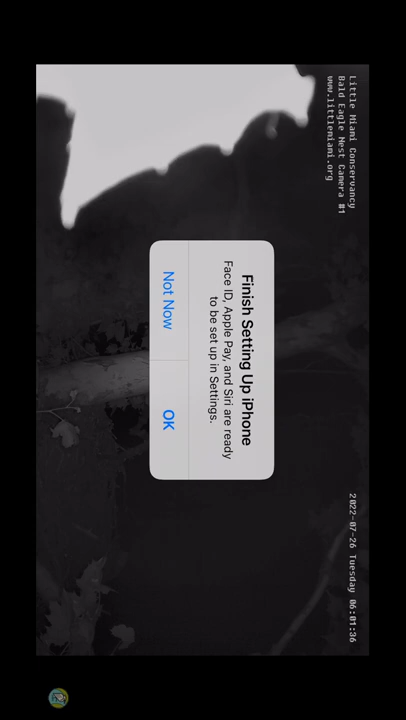 Little Miami Conservancy
Bald Eagle Nest Camera #1
www.littlemiami.org
Finish Setting Up iPhone
Face ID, Apple Pay, and Siri are ready
to be set up in Settings.
Not Now
OK
2022-07-26 Tuesday 06:01:36